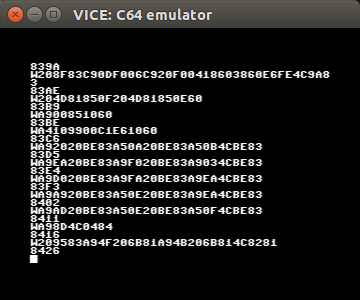 VICE: C64 emulator
839A
W208F83C90DF006C920F00418603860E6FE4C9A8
3
83AE
W204D81850F204D81850E60
83B9
WA900851060
83BE
WA4109900C1E61060
83C6
WA92020BE83A50A20BE83A50B4CBE83
83D5
WA9EA20BE83A9F020BE83A9034CBE83
83E4
WA9D020BE83A9FA20BE83A9EA4CBE83
83F3
WA9A920BE83A50E20BE83A9EA4CBE83
8402
WA9AD20BE83A50E20BE83A50F4CBE83
8411
WA98D4C0484
8416
W209583A94F206B81A94B206B814C8281
8426